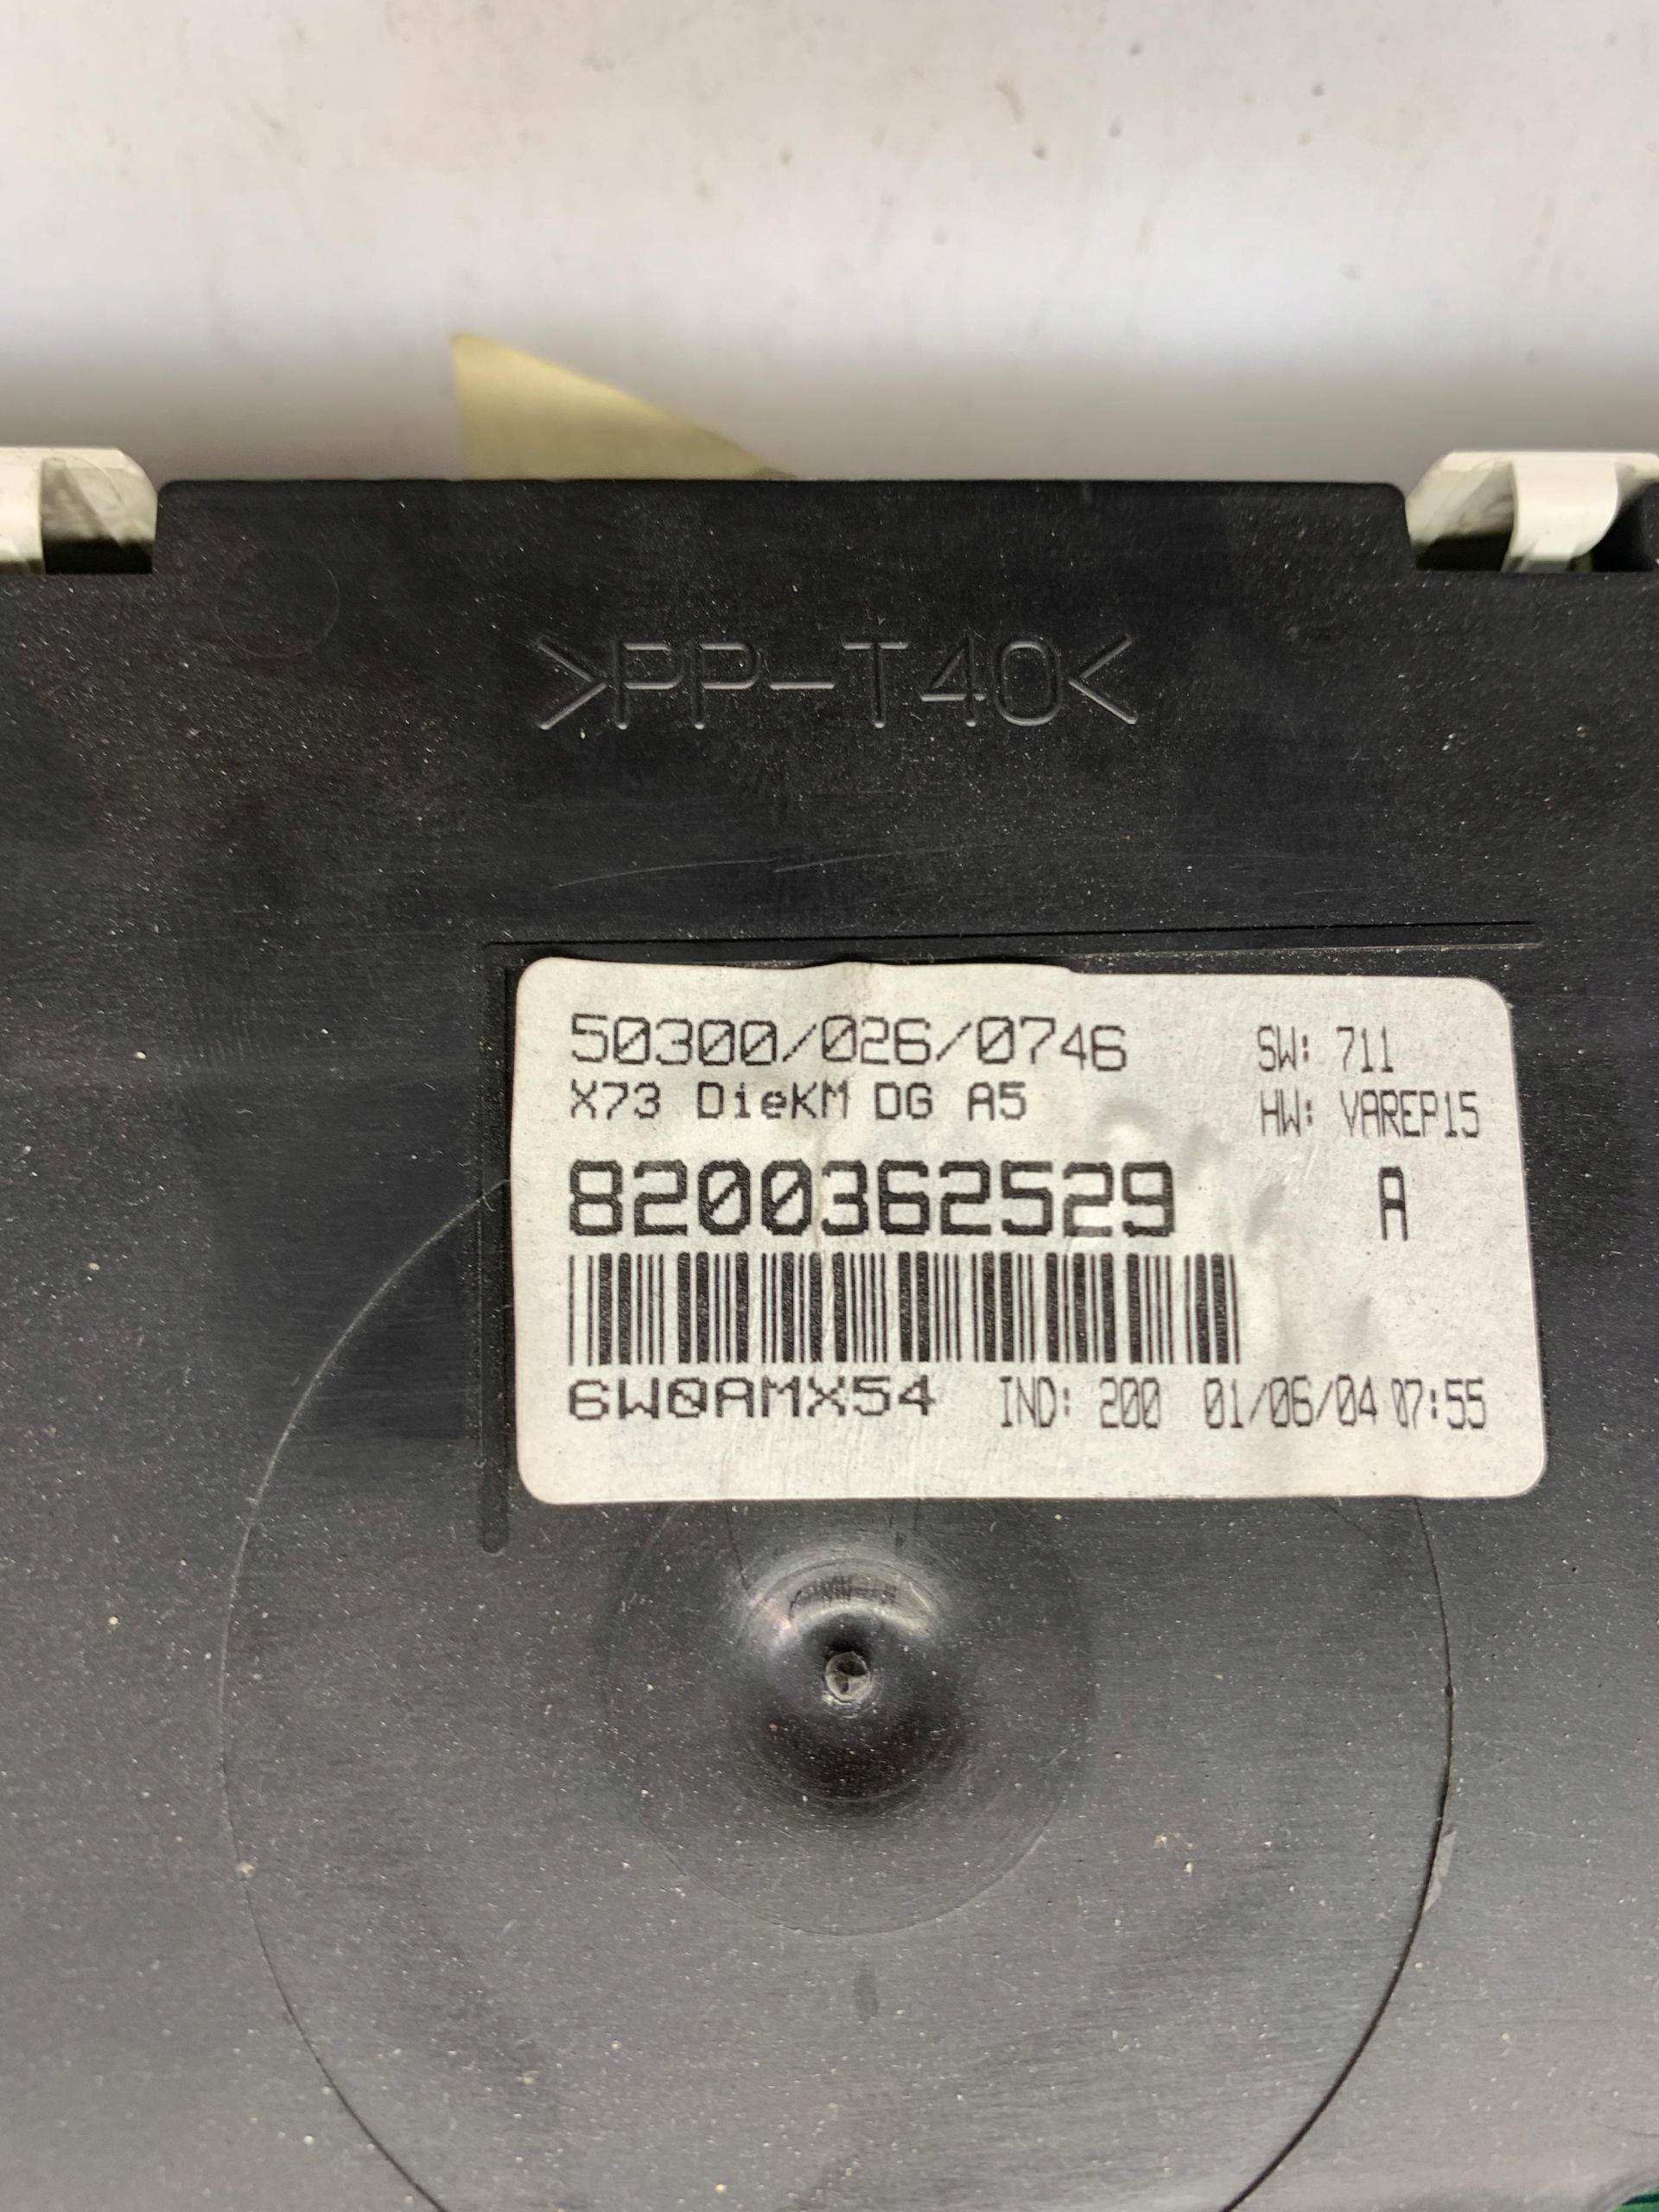 >PP-T40<
50300/026/0746 SW: 711
X73 DieKM DG A5 HW: VAREP15
8200362529 A
6W0AMX54 IND: 200 01/06/04 07:55